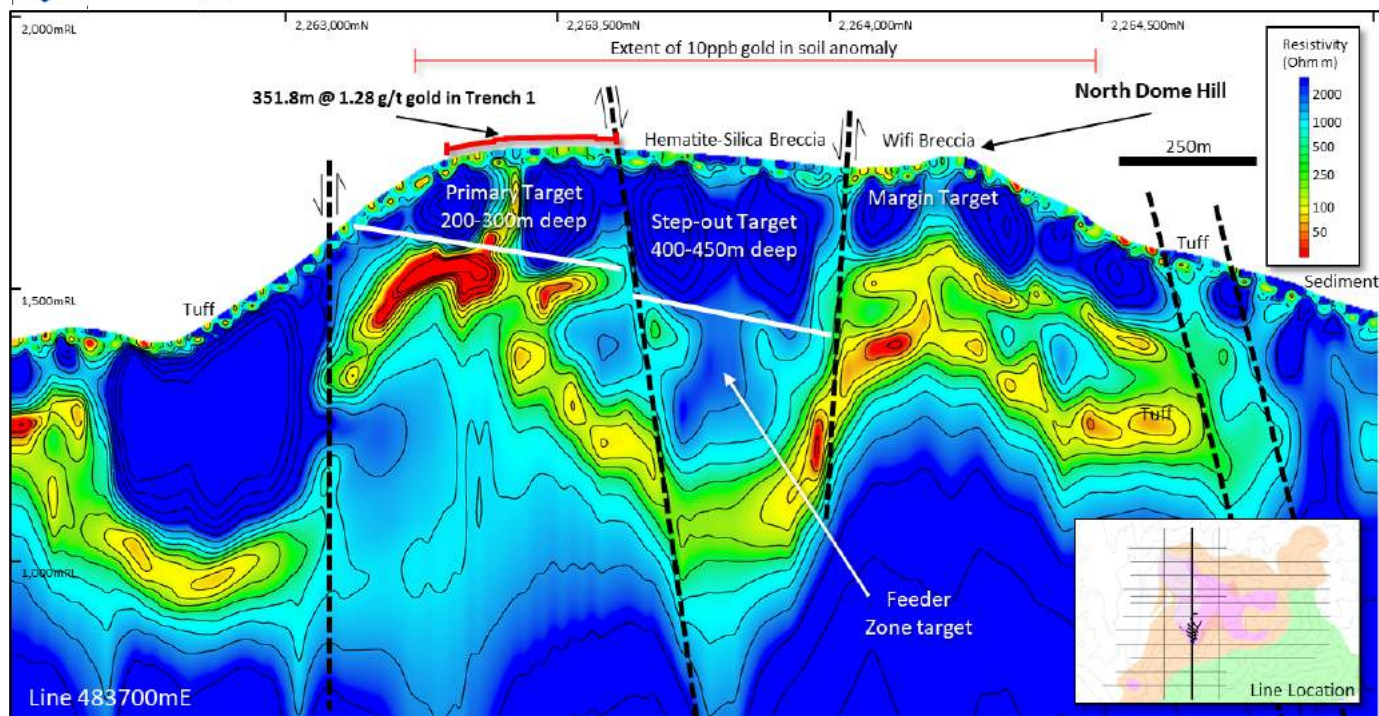 2,000mRL
2,263,000mN
2,263,500mN
2,264,000mN
2,264,500mN
Extent of 10ppb gold in soil anomaly
Resistivity
(Ohm m)
2000
1000
500
250
100
50
351.8m @ 1.28 g/t gold in Trench 1
North Dome Hill
Hematite-Silica Breccia
Wifi Breccia
250m
Primary Target
200-300m deep
Step-out Target
400-450m deep
Margin Target
Tuff
Sediment
1,500mRL
Tuff
Tuff
1,000mRL
Feeder
Zone target
Line 483700mE
Line Location